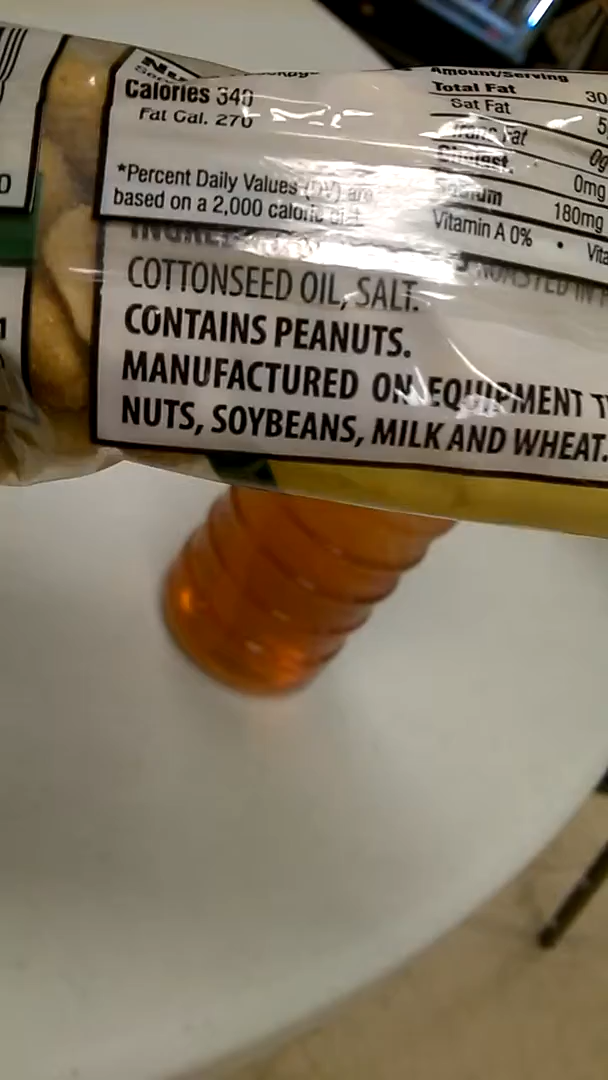 Calories 340
Fat Cal. 270
*Percent Daily Values (DV) are
based on a 2,000 calorie diet.
Amount/Serving
Total Fat 30
Sat Fat 5
Trans Fat 0g
Cholest. 0mg
Sodium 180mg
Vitamin A 0% •
ROASTED IN
COTTONSEED OIL, SALT.
CONTAINS PEANUTS.
MANUFACTURED ON EQUIPMENT
NUTS, SOYBEANS, MILK AND WHEAT.